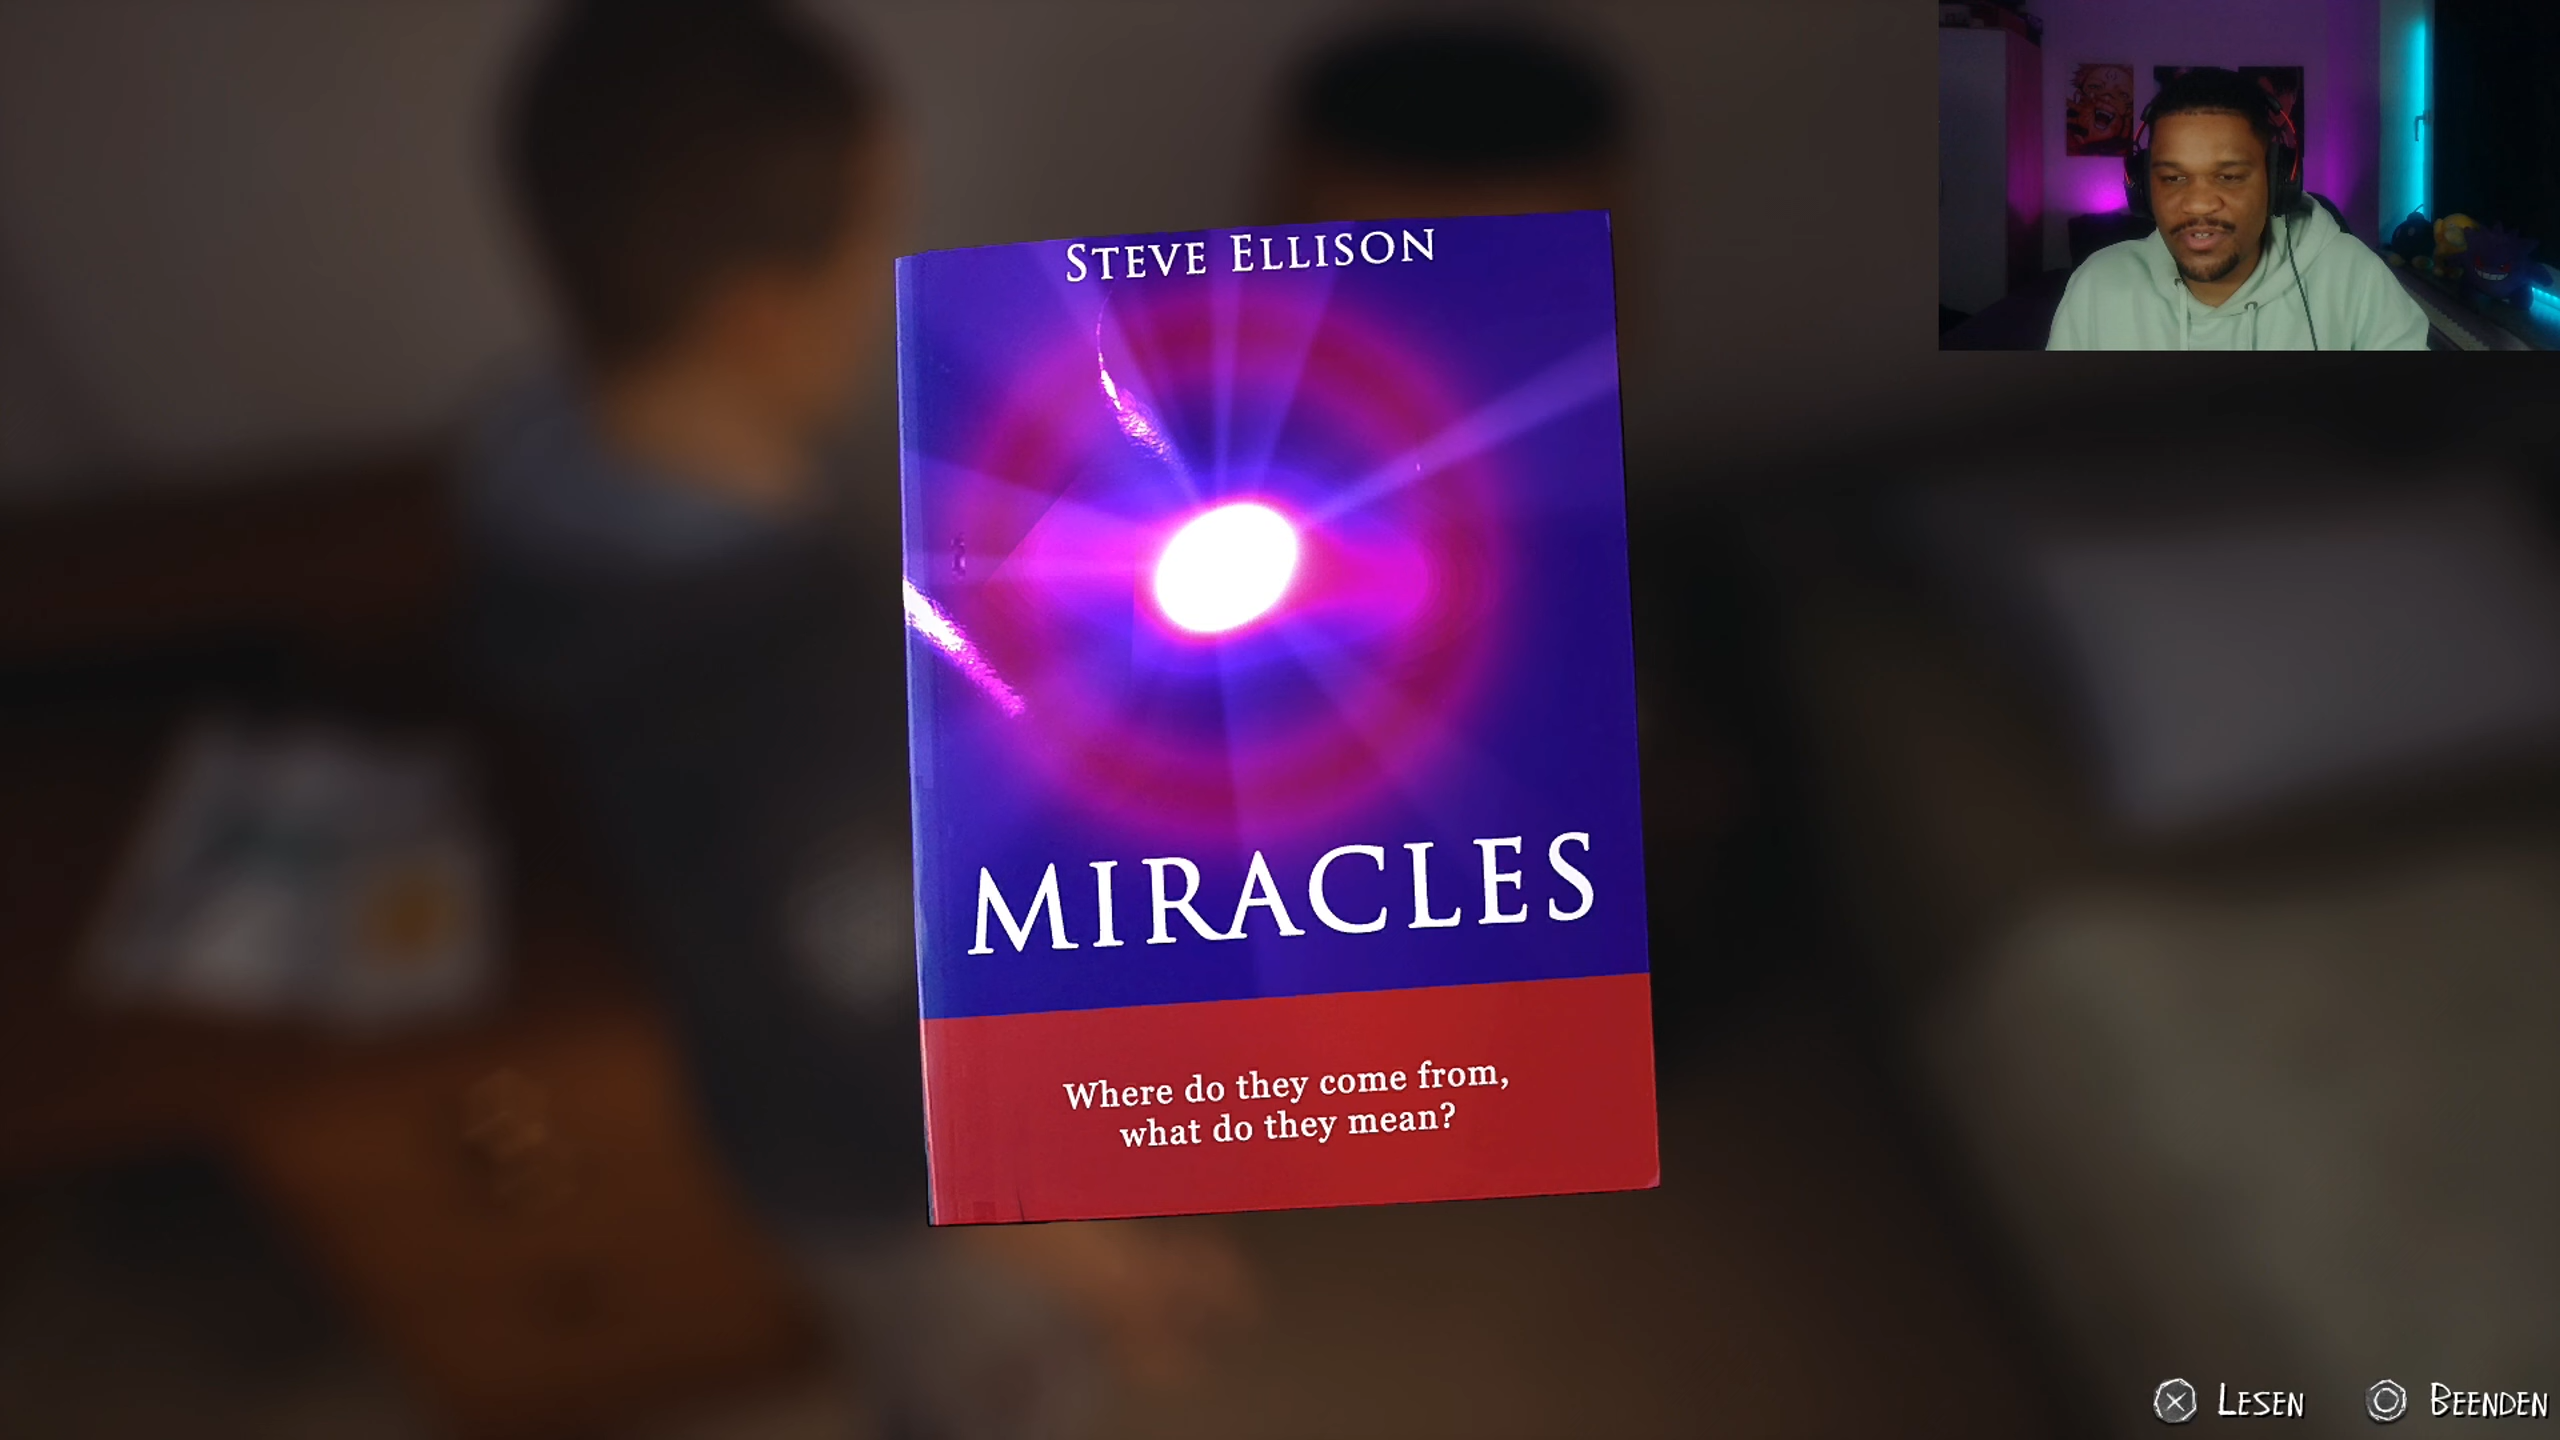 STEVE ELLISON
MIRACLES
Where do they come from,
what do they mean?
LESEN
BEENDEN